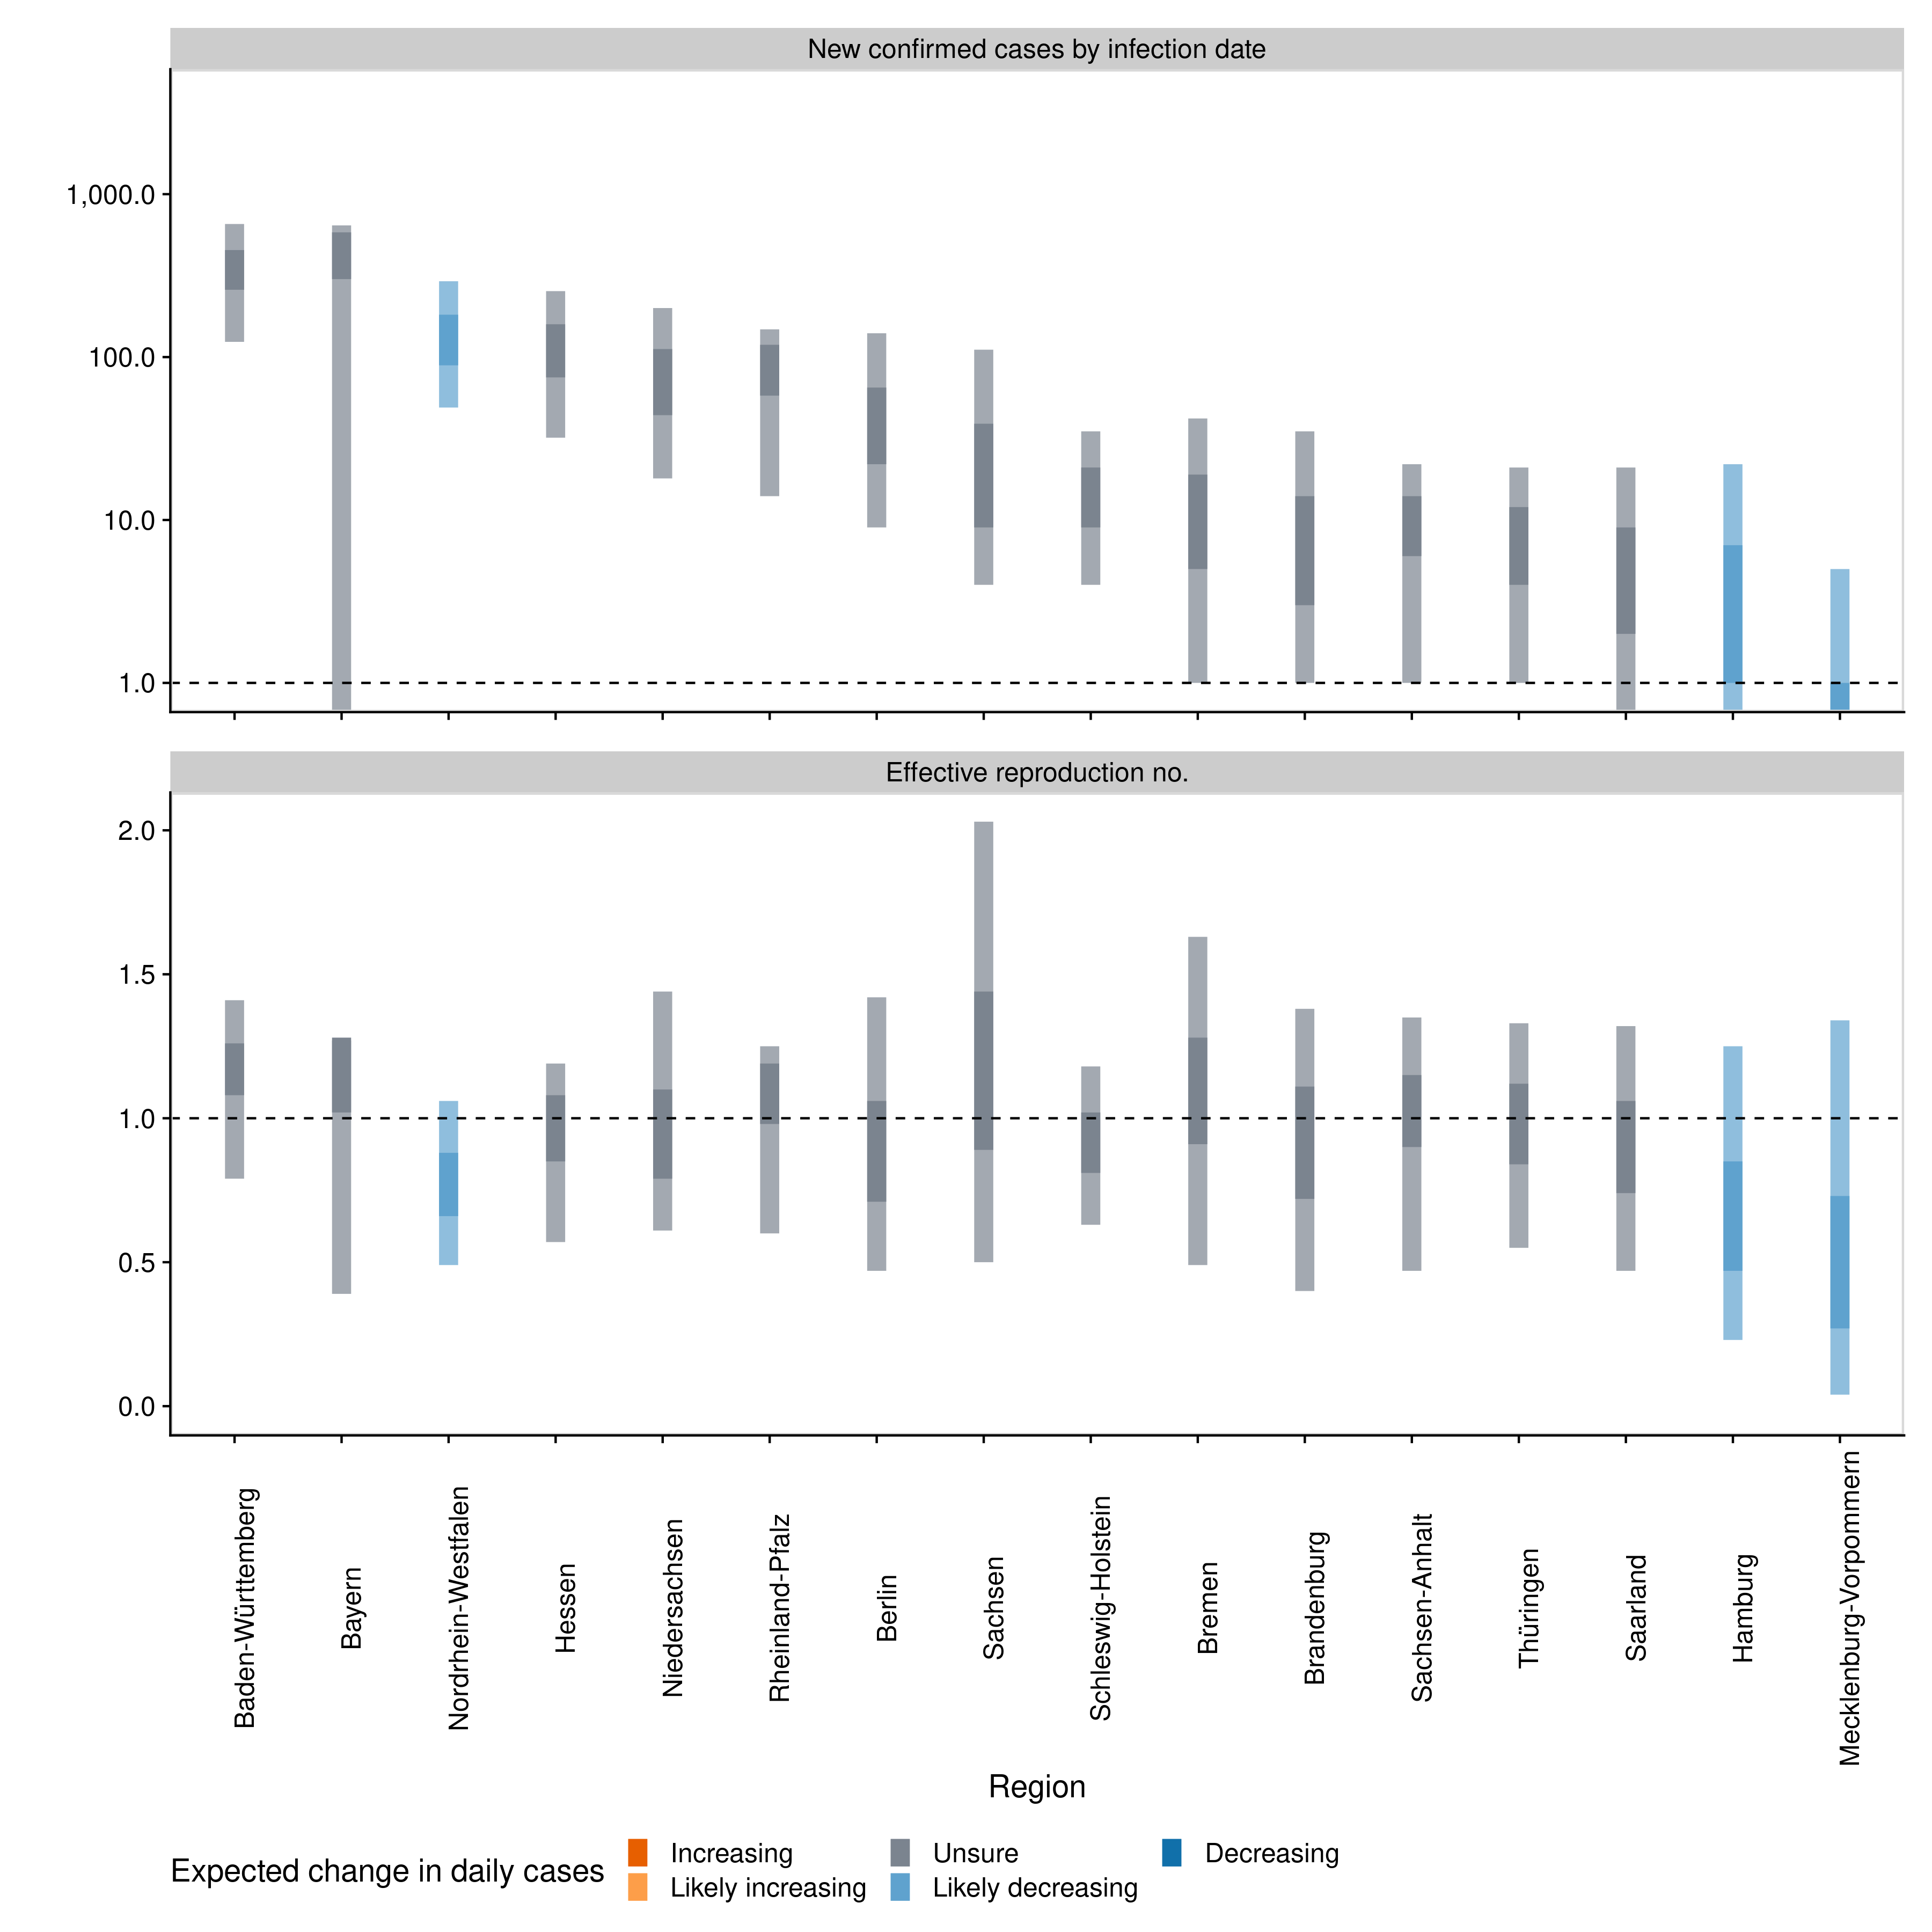 New confirmed cases by infection date
1,000.0
100.0
10.0
1.0
Effective reproduction no.
2.0
1.5
1.0
0.5
0.0
Baden-Württemberg
Bayern
Nordrhein-Westfalen
Hessen
Niedersachsen
Rheinland-Pfalz
Berlin
Sachsen
Schleswig-Holstein
Bremen
Brandenburg
Sachsen-Anhalt
Thüringen
Saarland
Hamburg
Mecklenburg-Vorpommern
Region
Expected change in daily cases
Increasing
Likely increasing
Unsure
Likely decreasing
Decreasing